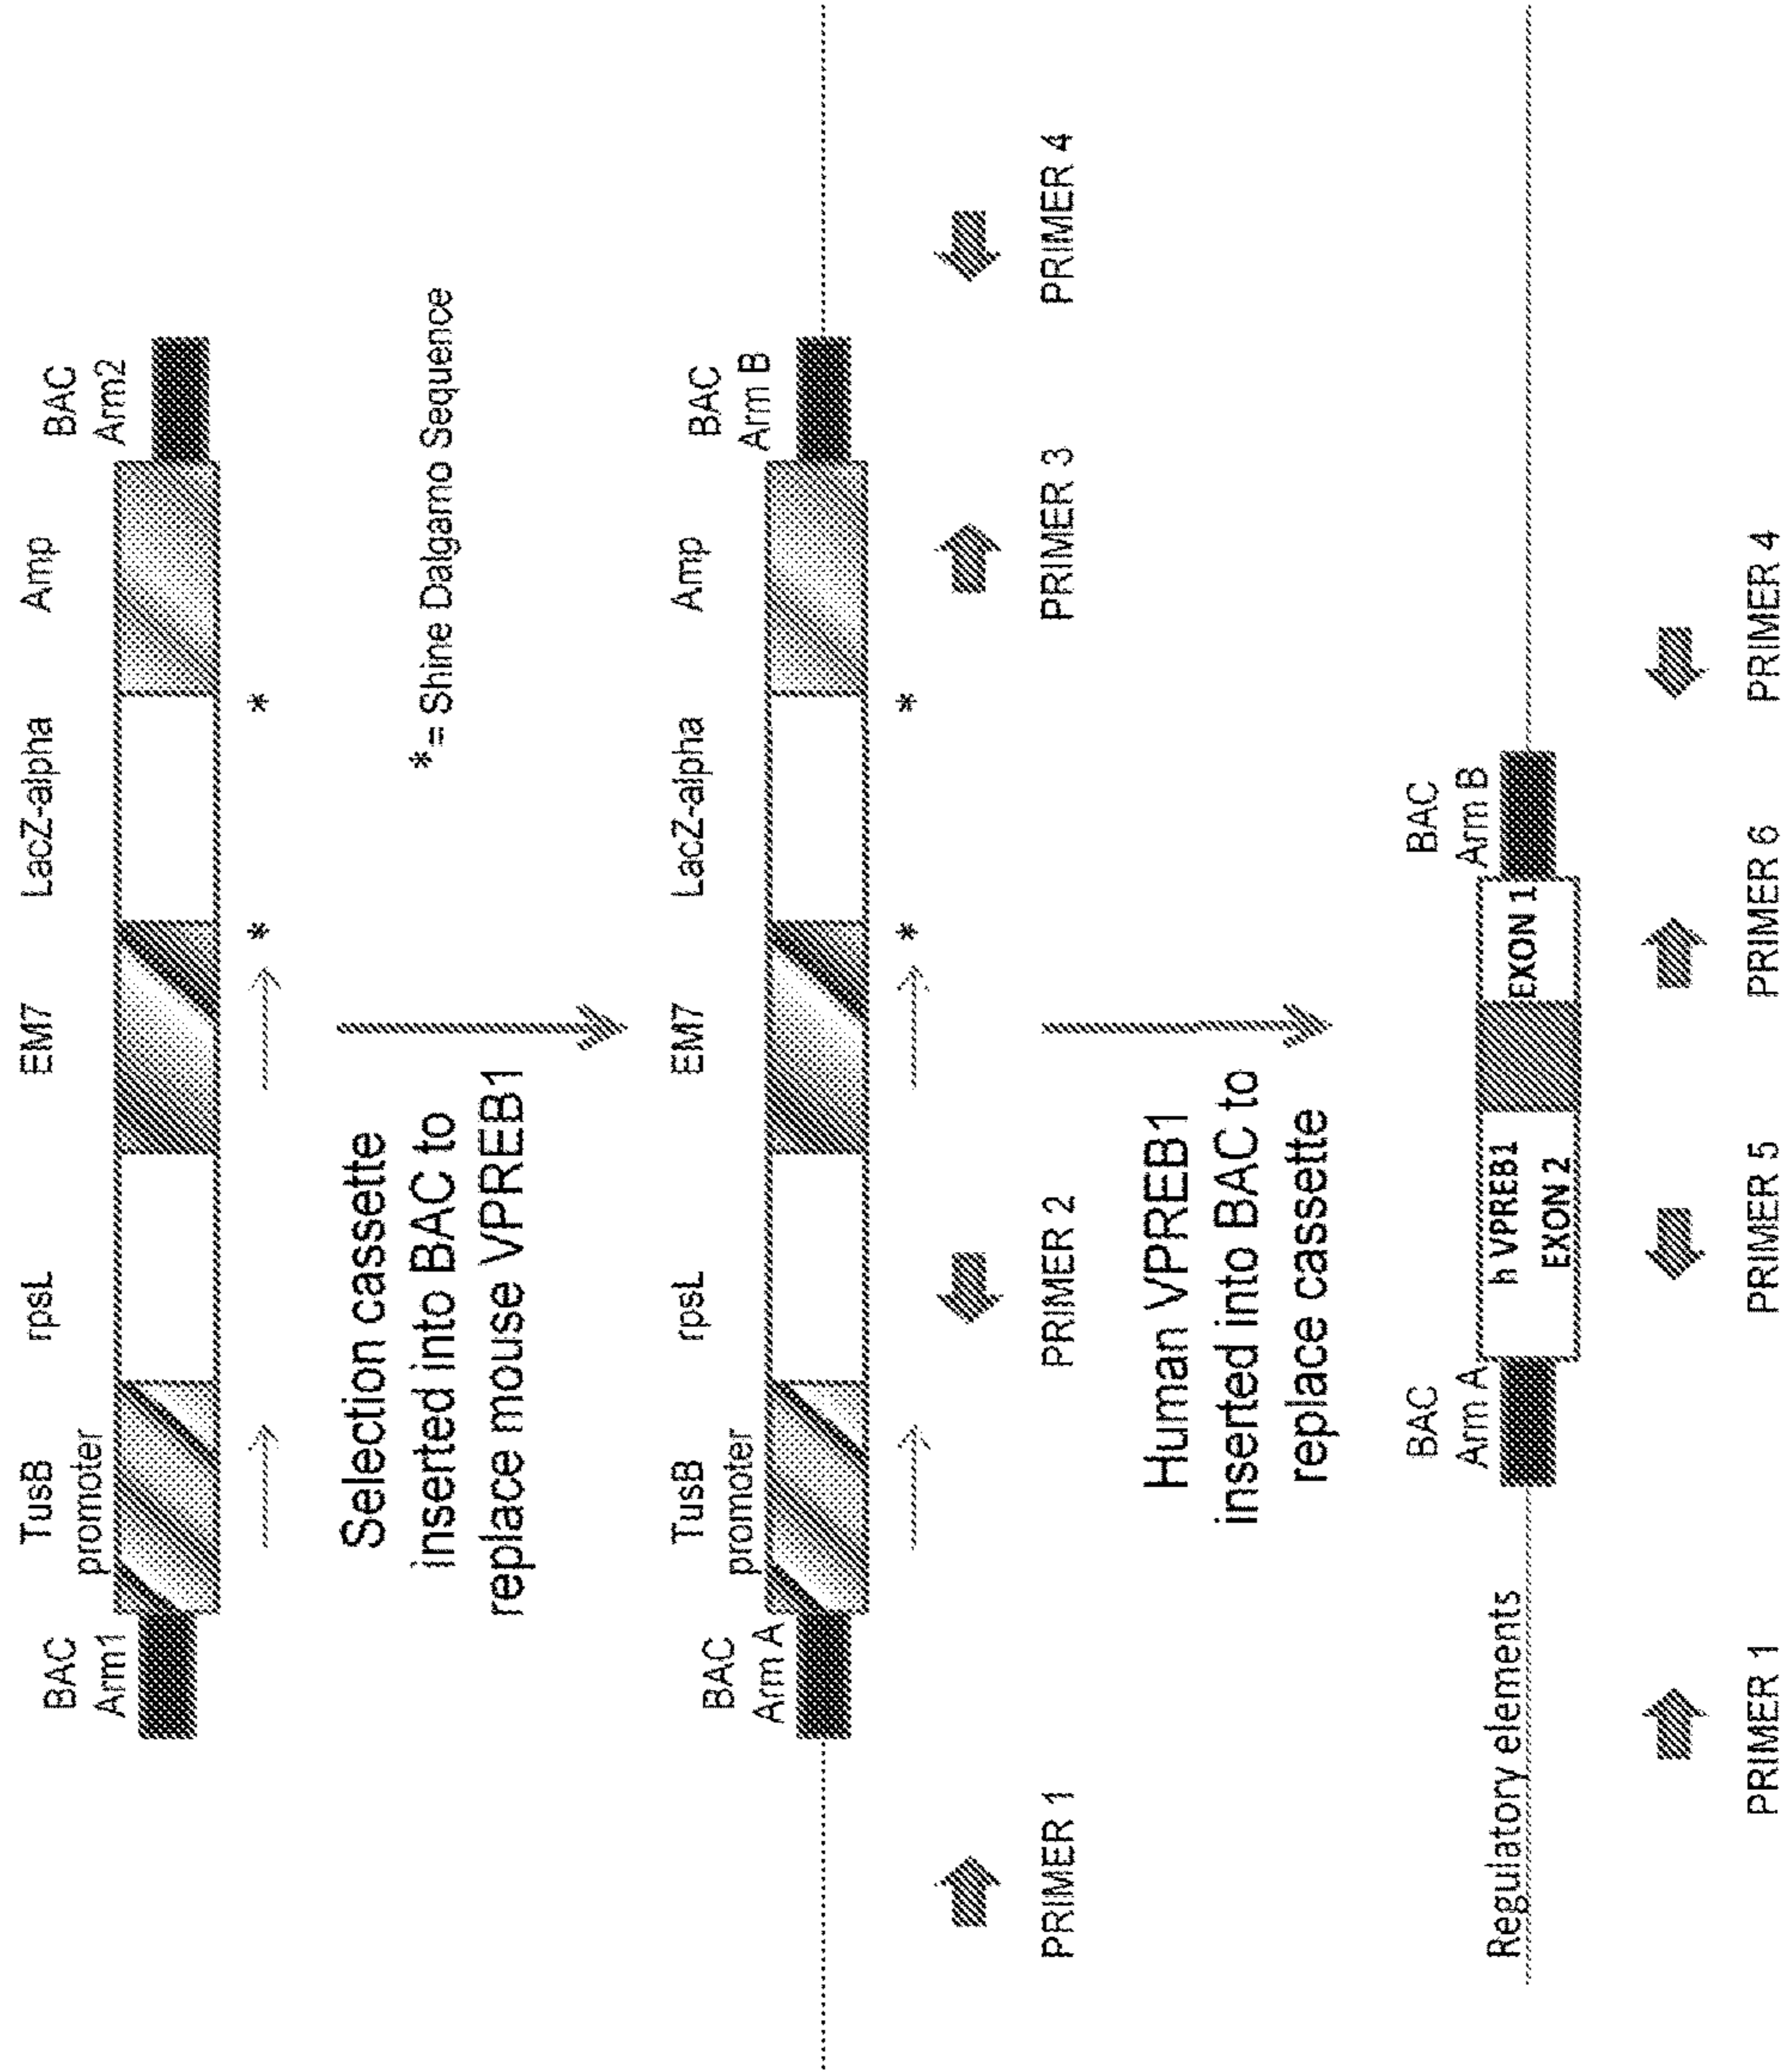 BAC
Arm1
TusB
promoter
rpsL
EM7
LacZ-alpha
Amp
BAC
Arm2
*
*
Selection cassette
inserted into BAC to
replace mouse VPREB1
*= Shine Dalgarno Sequence
BAC
Arm A
TusB
promoter
rpsL
EM7
LacZ-alpha
Amp
BAC
Arm B
*
*
PRIMER 1
PRIMER 2
PRIMER 3
PRIMER 4
Human VPREB1
inserted into BAC to
replace cassette
Regulatory elements
BAC
Arm A
h VPREB1
EXON 2
EXON 1
BAC
Arm B
PRIMER 1
PRIMER 5
PRIMER 6
PRIMER 4